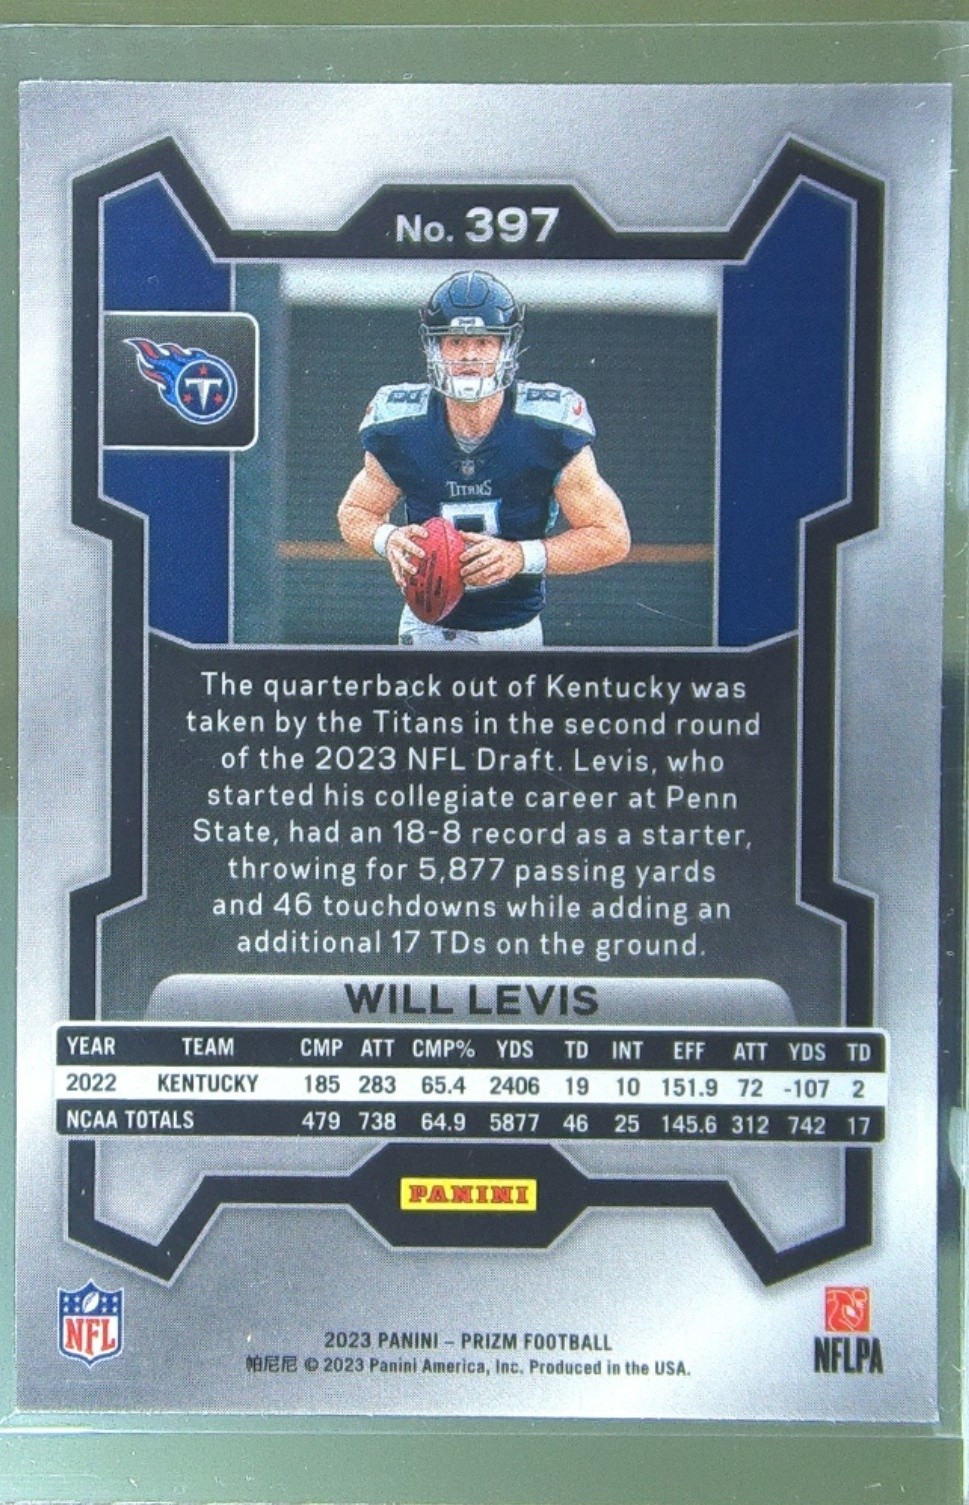 No. 397
T
TITANS
8
The quarterback out of Kentucky was
taken by the Titans in the second round
of the 2023 NFL Draft. Levis, who
started his collegiate career at Penn
State, had an 18-8 record as a starter,
throwing for 5,877 passing yards
and 46 touchdowns while adding an
additional 17 TDs on the ground.
WILL LEVIS
YEAR TEAM CMP ATT CMP% YDS TD INT EFF ATT YDS TD
2022 KENTUCKY 185 283 65.4 2406 19 10 151.9 72 -107 2
NCAA TOTALS 479 738 64.9 5877 46 25 145.6 312 742 17
PANINI
NFL
2023 PANINI – PRIZM FOOTBALL
帕尼尼 © 2023 Panini America, Inc. Produced in the USA.
NFLPA